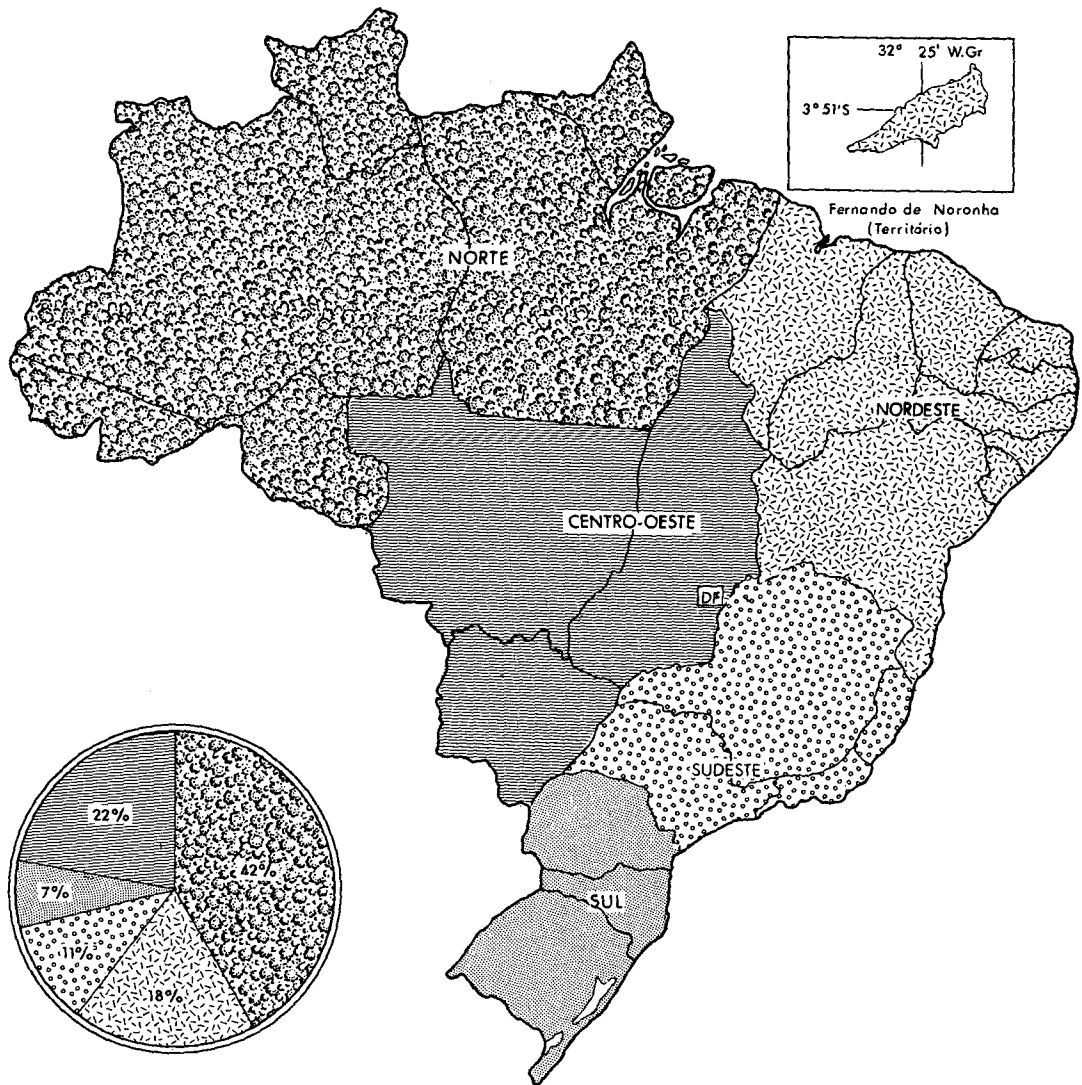 32° 25' W.Gr
3° 51'S
Fernando de Noronha
(Território)
NORTE
NORDESTE
CENTRO-OESTE
DF
SUDESTE
SUL
22%
42%
7%
11%
18%